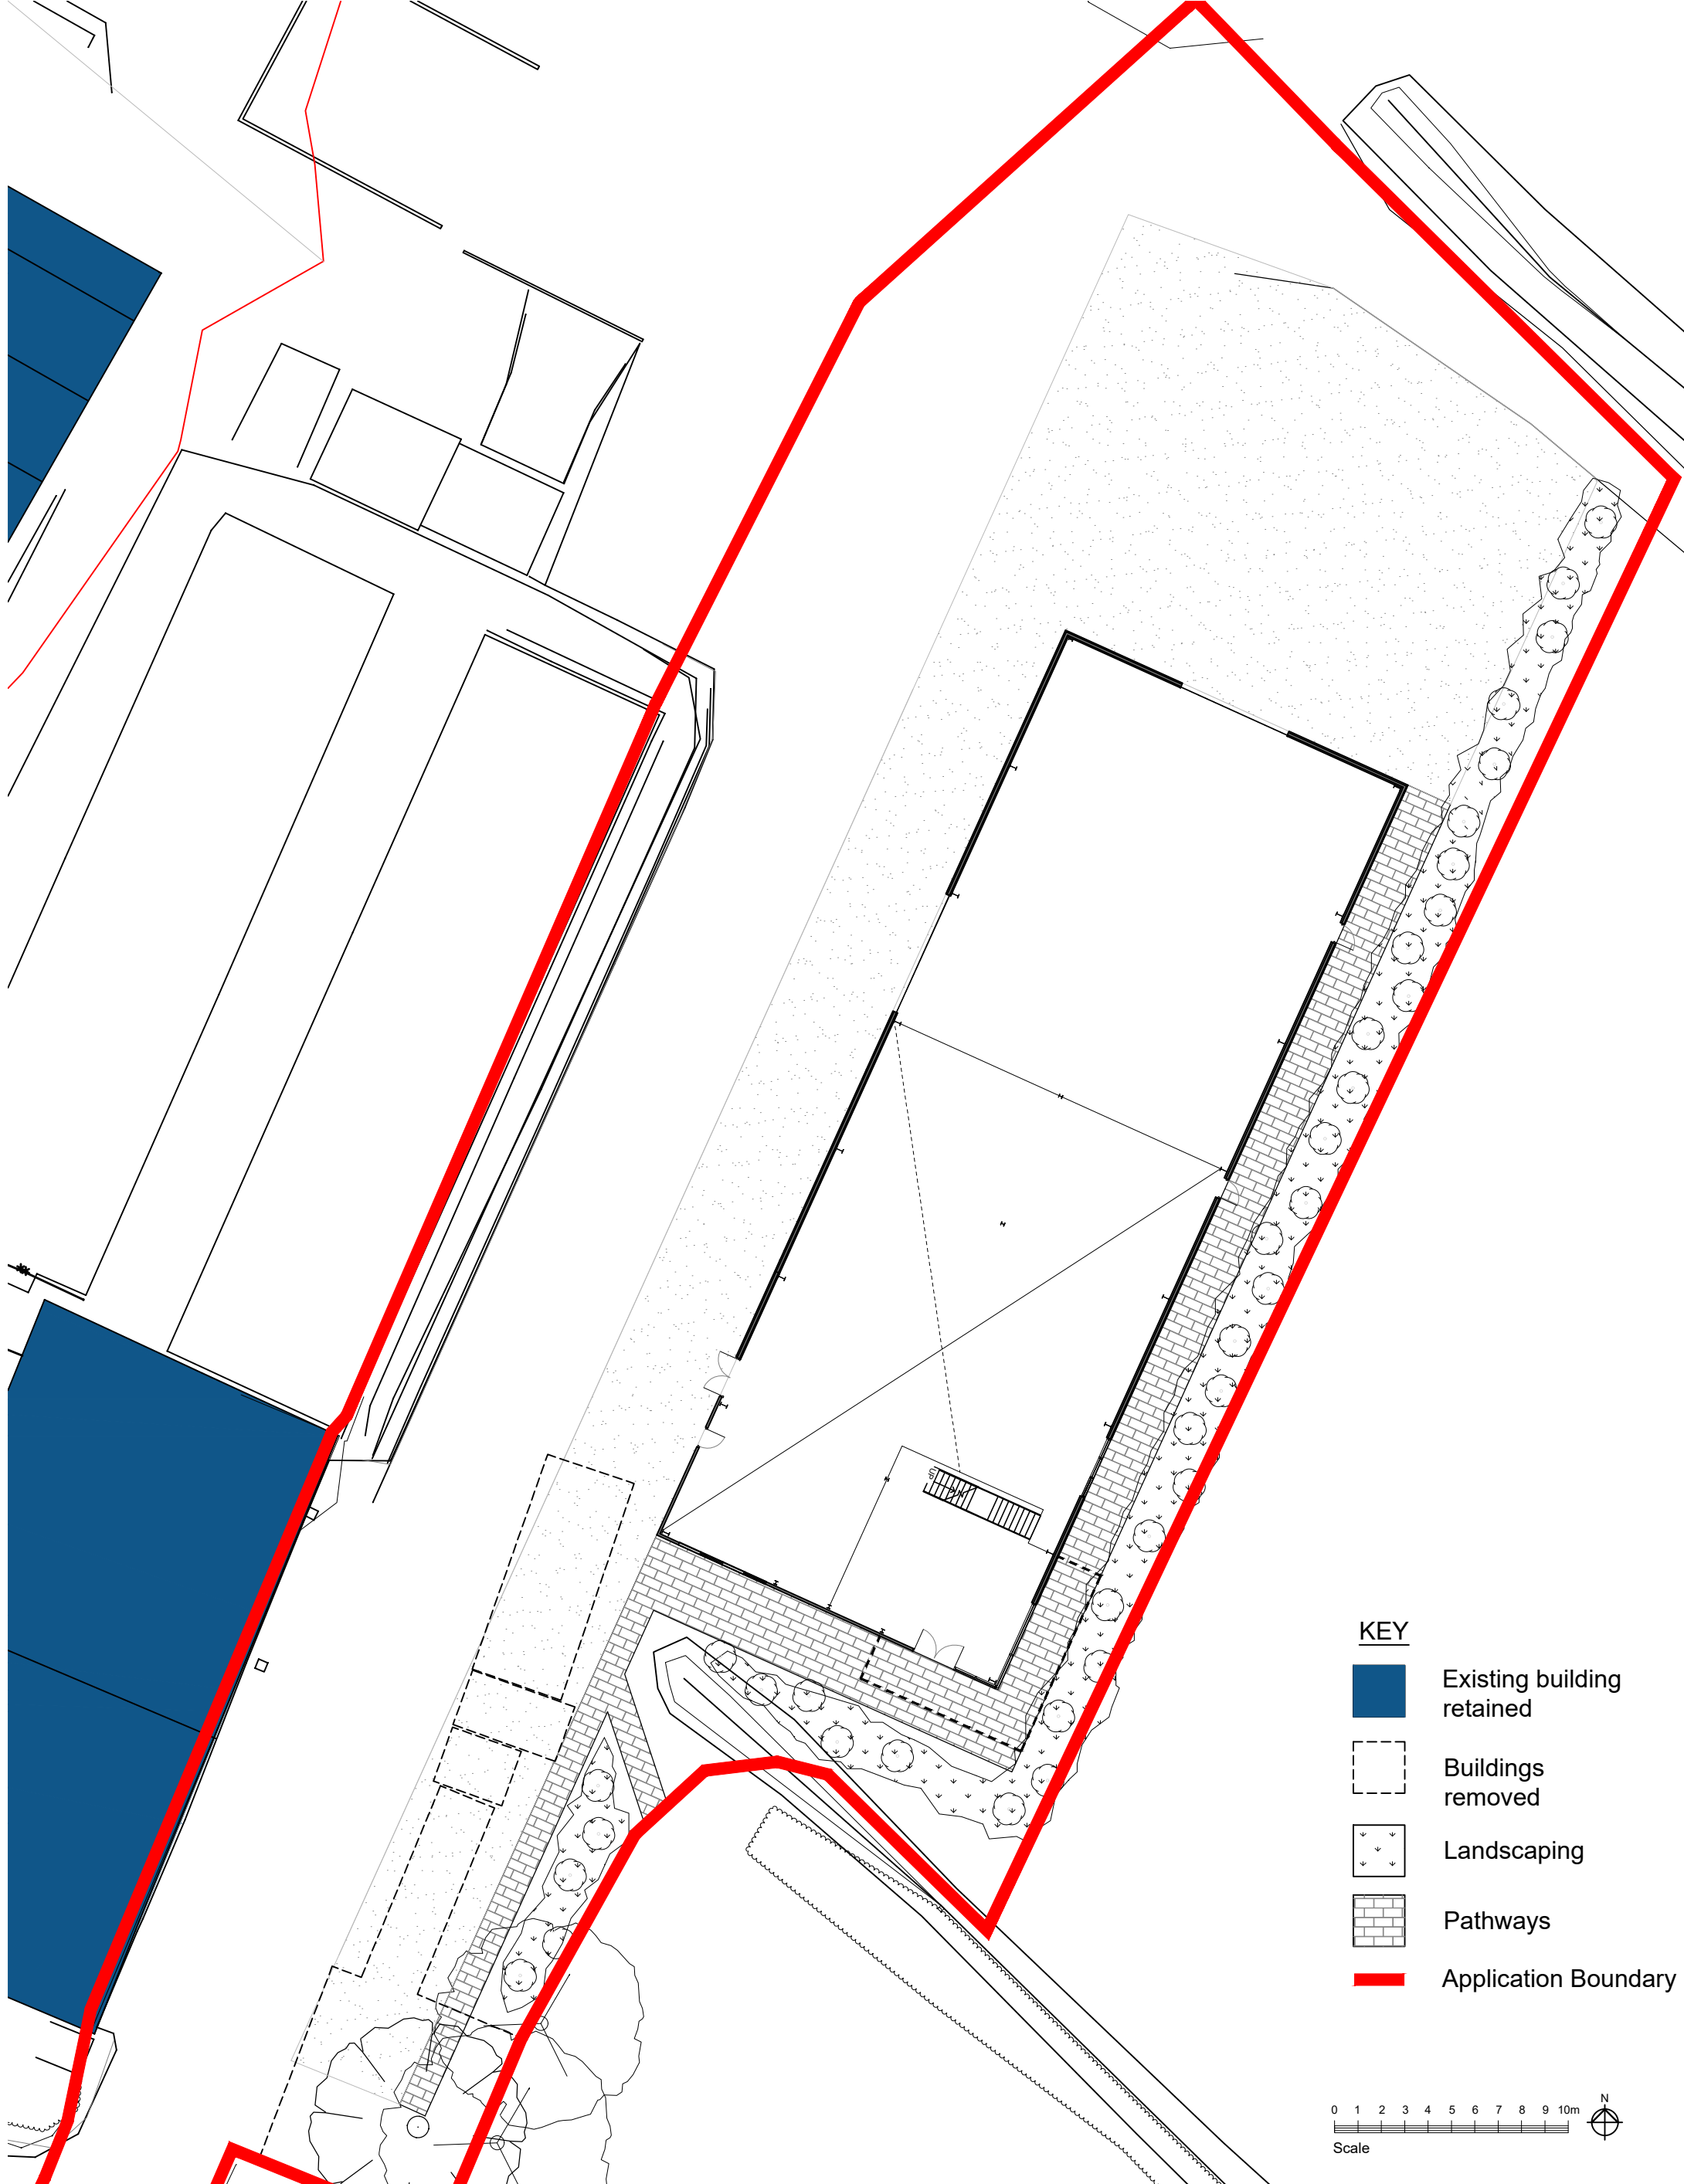 UP
KEY
Existing building
retained
Buildings
removed
Landscaping
Pathways
Application Boundary
N
0 1 2 3 4 5 6 7 8 9 10m
Scale